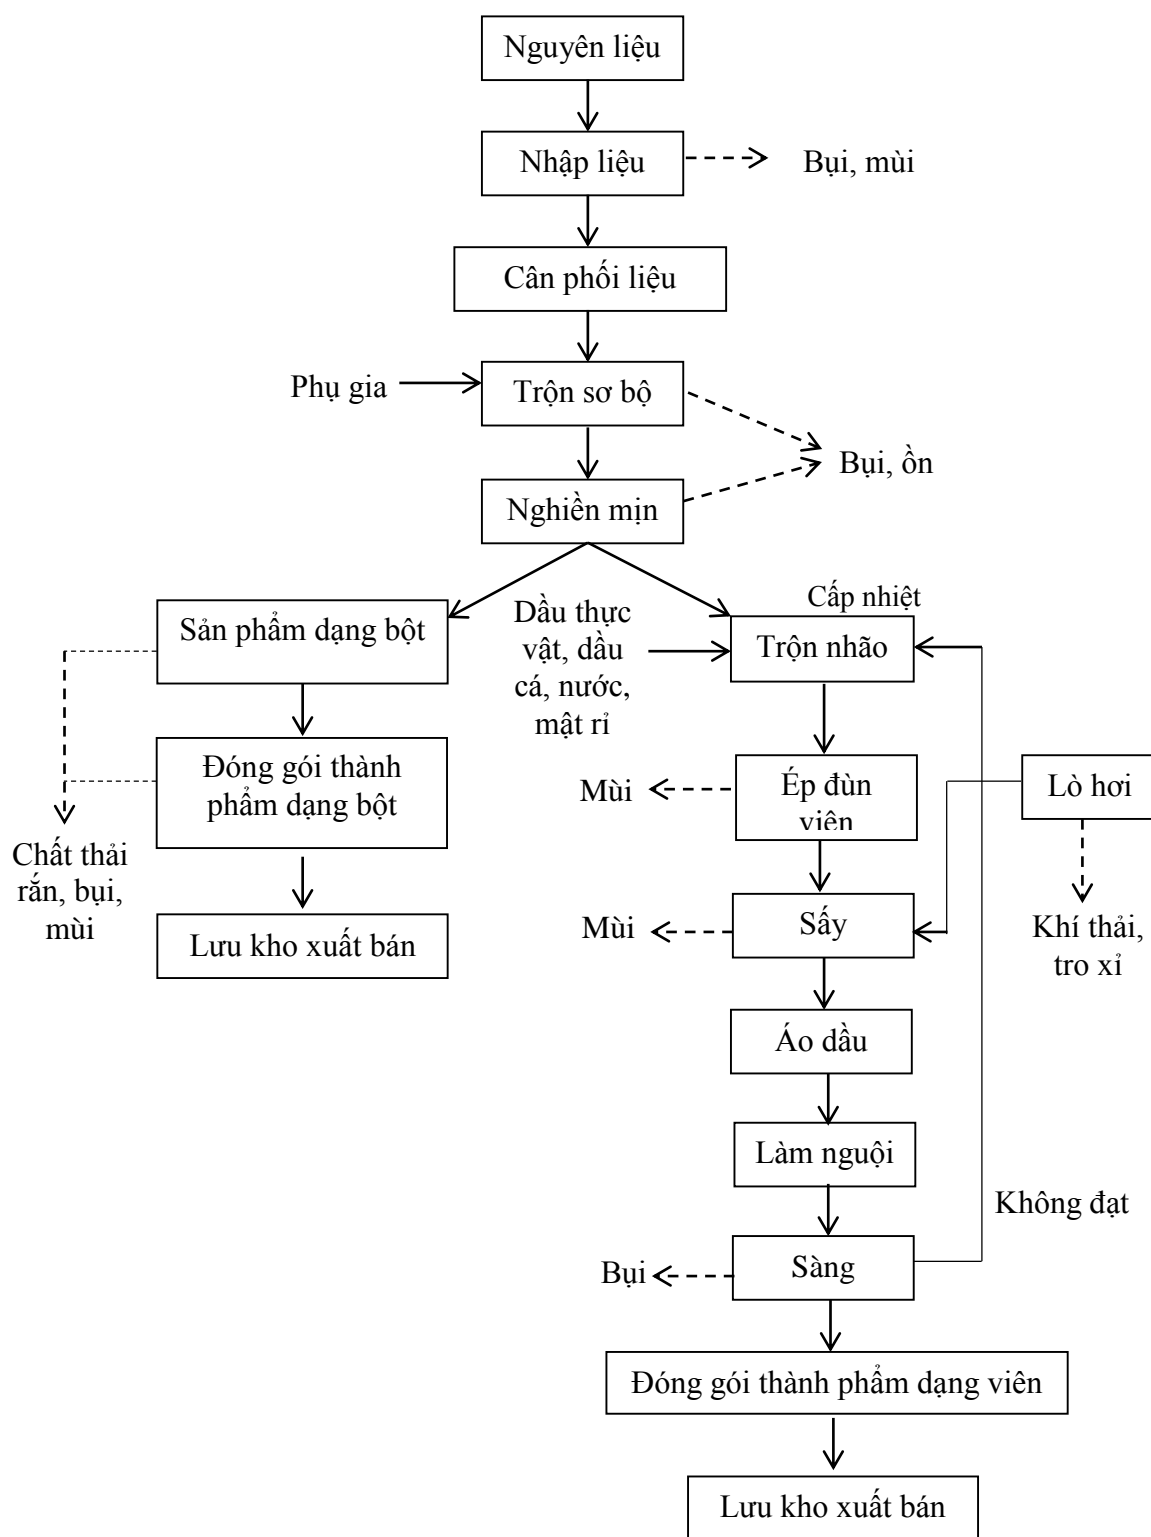 Nguyên liệu
Nhập liệu
Bụi, mùi
Cân phối liệu
Phụ gia
Trộn sơ bộ
Bụi, ồn
Nghiền mịn
Sản phẩm dạng bột
Dầu thực
vật, dầu
cá, nước,
mật rỉ
Cấp nhiệt
Trộn nhão
Đóng gói thành
phẩm dạng bột
Mùi
Ép đùn
viên
Lò hơi
Chất thải
rắn, bụi,
mùi
Lưu kho xuất bán
Mùi
Sấy
Khí thải,
tro xỉ
Áo dầu
Làm nguội
Không đạt
Bụi
Sàng
Đóng gói thành phẩm dạng viên
Lưu kho xuất bán